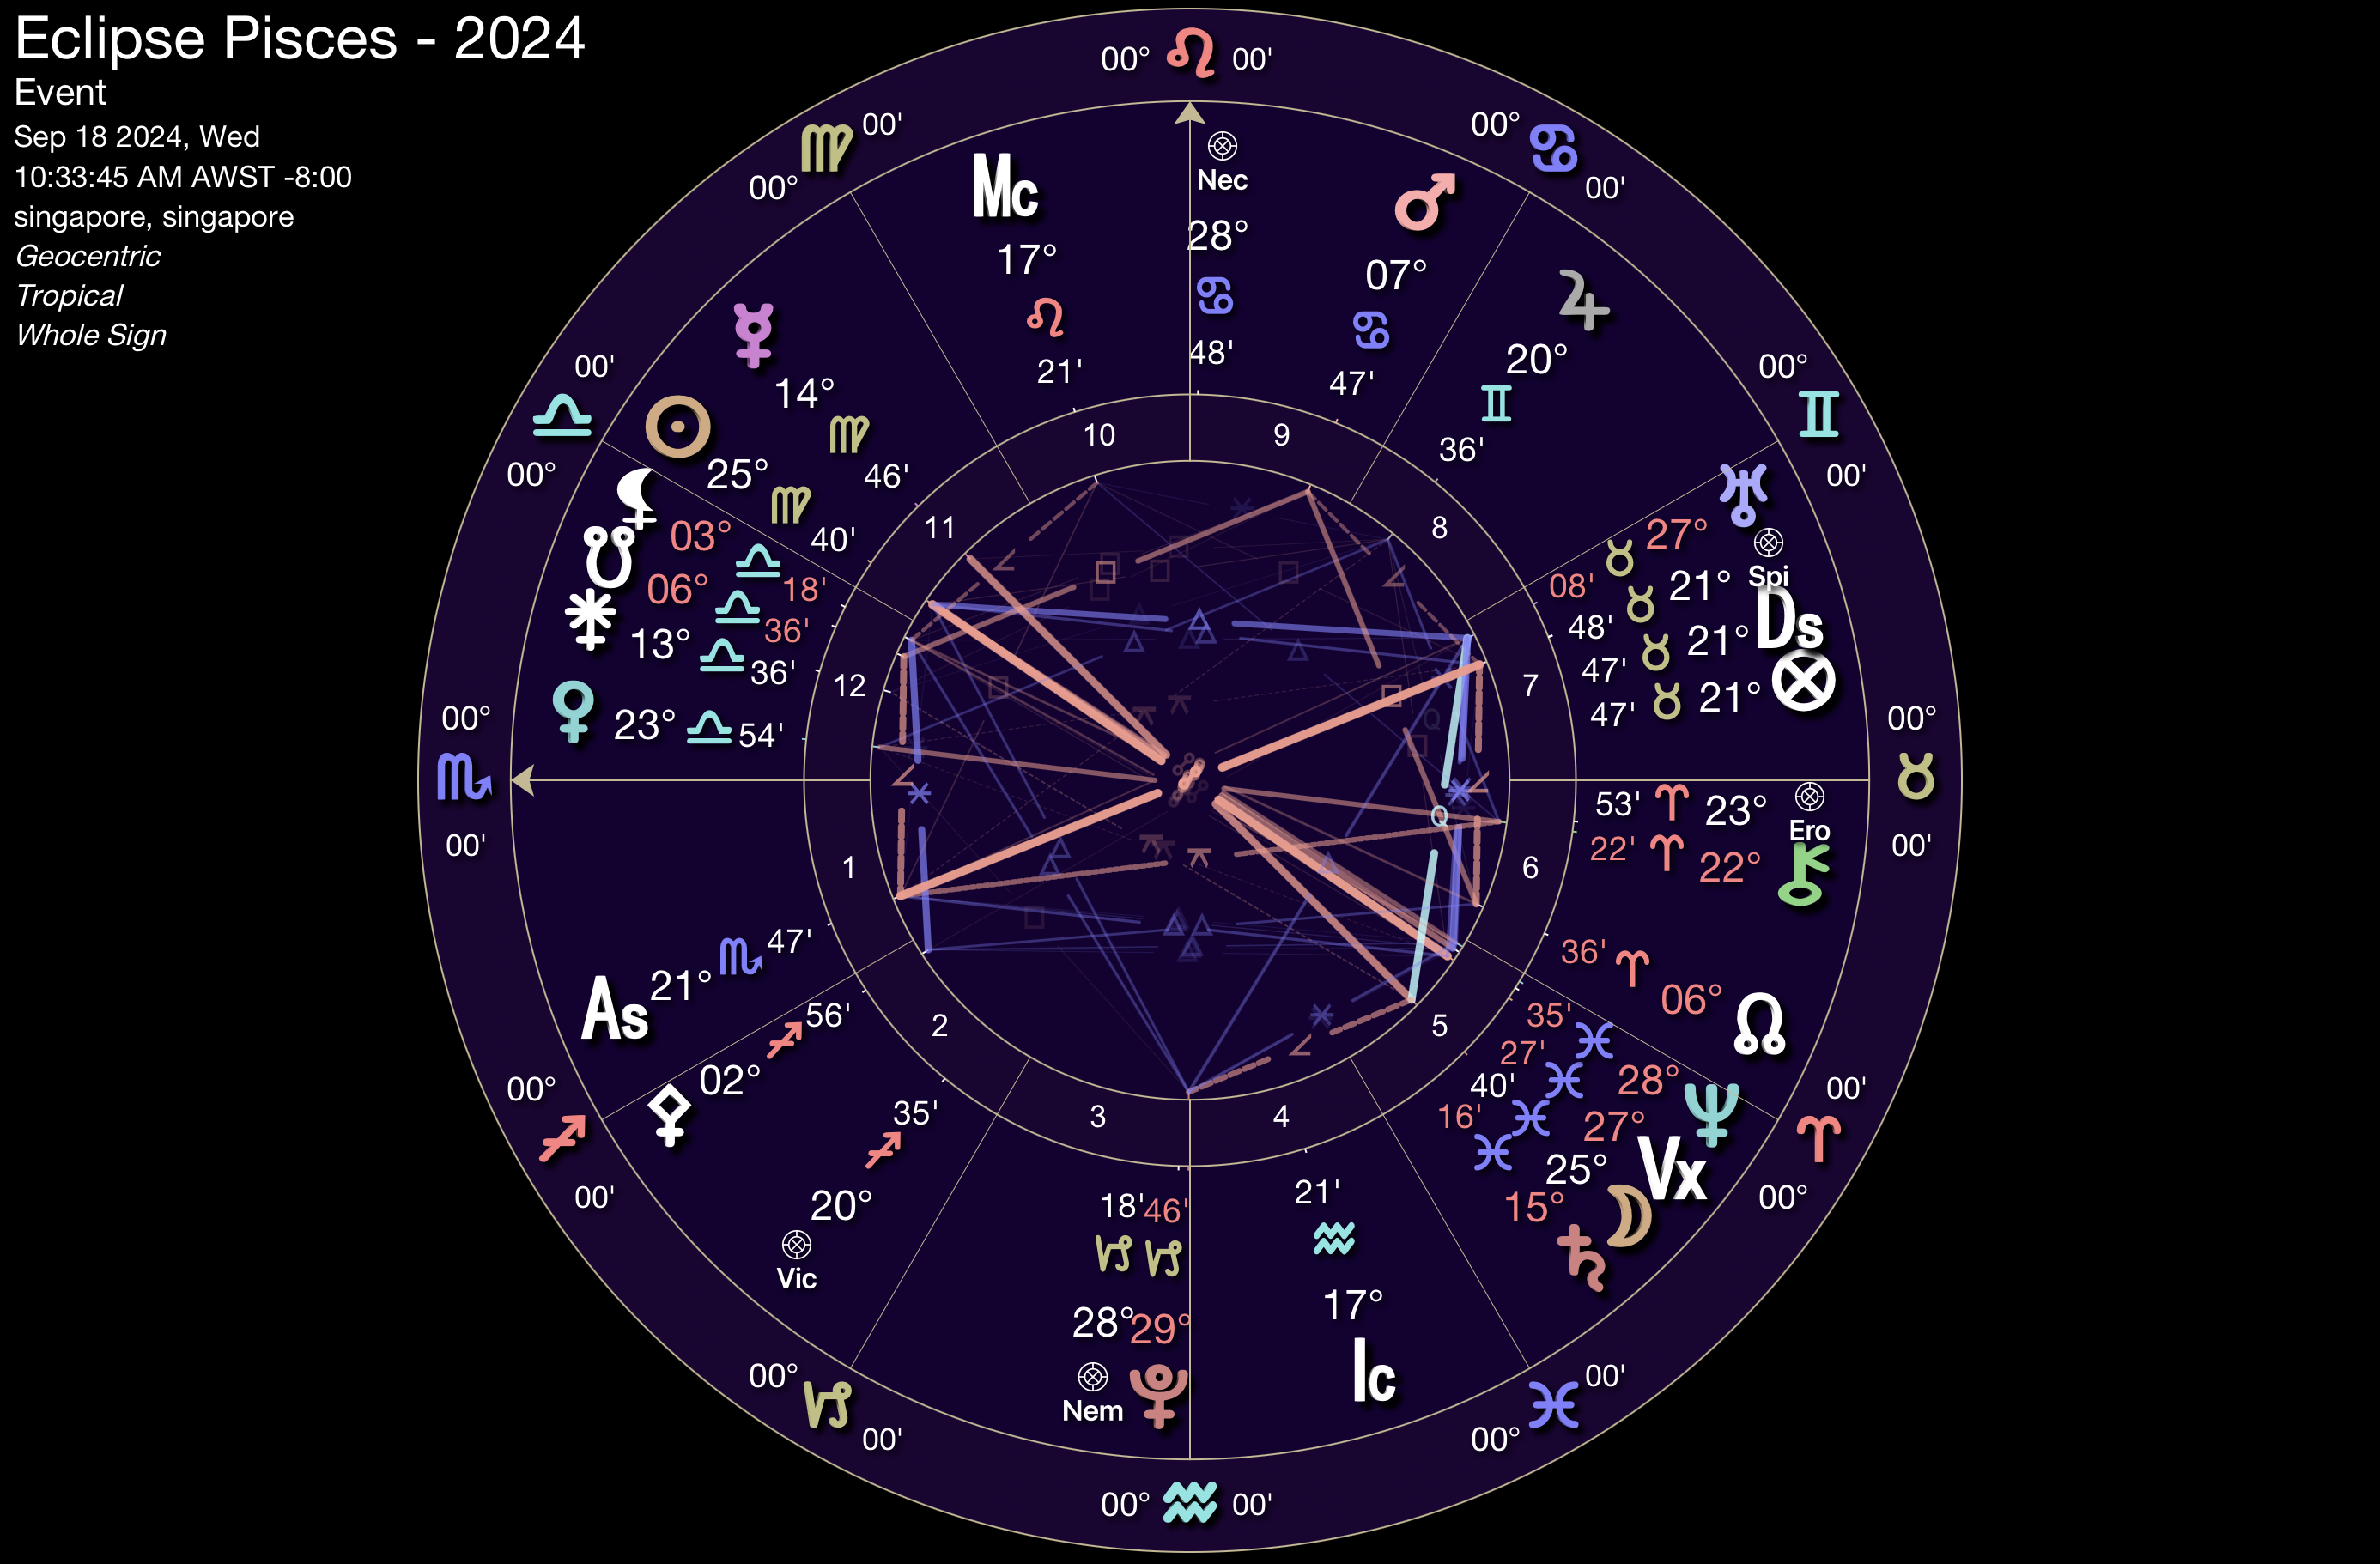 Eclipse Pisces - 2024
Event
Sep 18 2024, Wed
10:33:45 AM AWST -8:00
singapore, singapore
Geocentric
Tropical
Whole Sign
00° ♌ 00'
00° ♋ 00'
00° ♊ 00'
00° ♉ 00'
00° ♈ 00'
00° ♓ 00'
00° ♒ 00'
00° ♑ 00'
00° ♐ 00'
00° ♏ 00'
00° ♎ 00'
00° ♍ 00'
Mc 17° ♌ 21'
Nec 28° ♋ 48'
♂ 07° ♋ 47'
♃ 20° ♊ 36'
♅ 27° ♉ 08'
Spi 21° ♉ 48'
Ds 21° ♉ 47'
⊗ 21° ♉ 47'
Ero 23° ♈ 53'
⚷ 22° ♈ 22'
☊ 06° ♈ 36'
♆ 28° ♓ 35'
Vx 27° ♓ 27'
☽ 25° ♓ 40'
♄ 15° ♓ 16'
Ic 17° ♒ 21'
♇ 29° ♑ 46'
Nem 28° ♑ 18'
Vic 20° ♐ 35'
⚴ 02° ♐ 56'
As 21° ♏ 47'
♀ 23° ♎ 54'
⚵ 13° ♎ 36'
☋ 06° ♎ 36'
⚸ 03° ♎ 18'
☉ 25° ♍ 40'
☿ 14° ♍ 46'
1
2
3
4
5
6
7
8
9
10
11
12
Q
Q